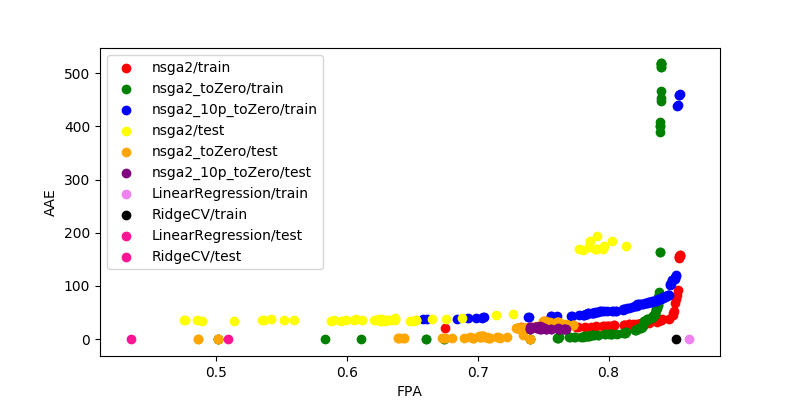 500
400
300
200
100
0
AAE
nsga2/train
nsga2_toZero/train
nsga2_10p_toZero/train
nsga2/test
nsga2_toZero/test
nsga2_10p_toZero/test
LinearRegression/train
RidgeCV/train
LinearRegression/test
RidgeCV/test
0.5 0.6 0.7 0.8
FPA